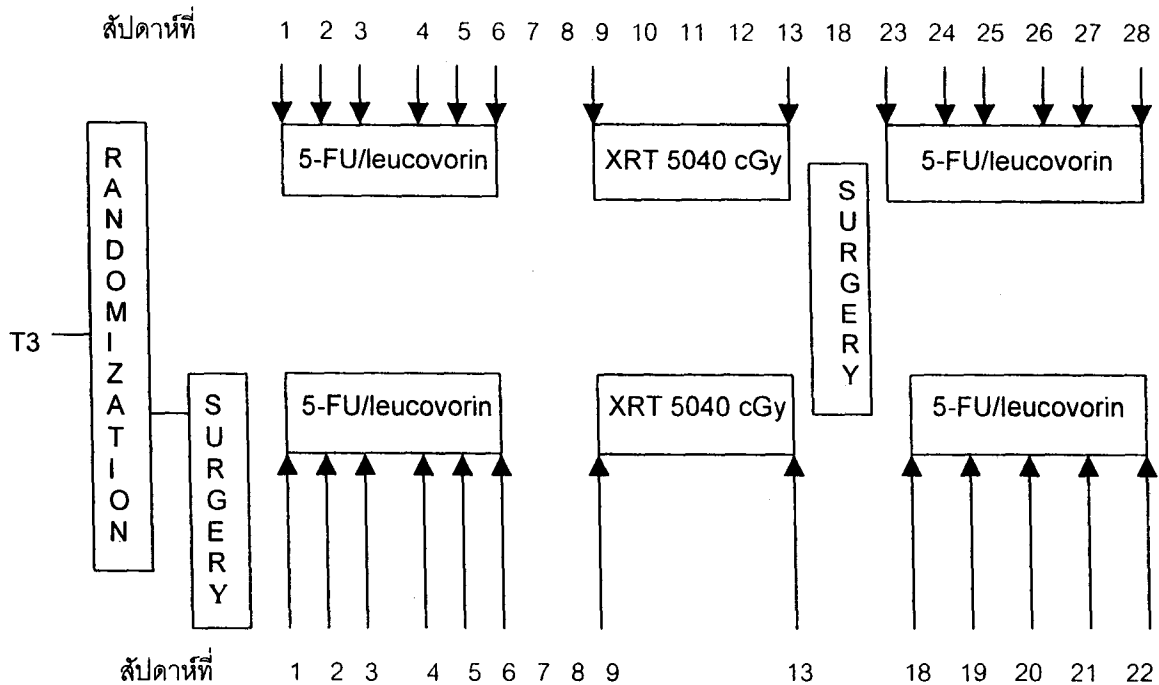 สัปดาห์ที่ 1 2 3 4 5 6 7 8 9 10 11 12 13 18 23 24 25 26 27 28
RANDOMIZATION
5-FU/leucovorin
XRT 5040 cGy
SURGERY
5-FU/leucovorin
T3
SURGERY
5-FU/leucovorin
XRT 5040 cGy
5-FU/leucovorin
สัปดาห์ที่ 1 2 3 4 5 6 7 8 9 13 18 19 20 21 22